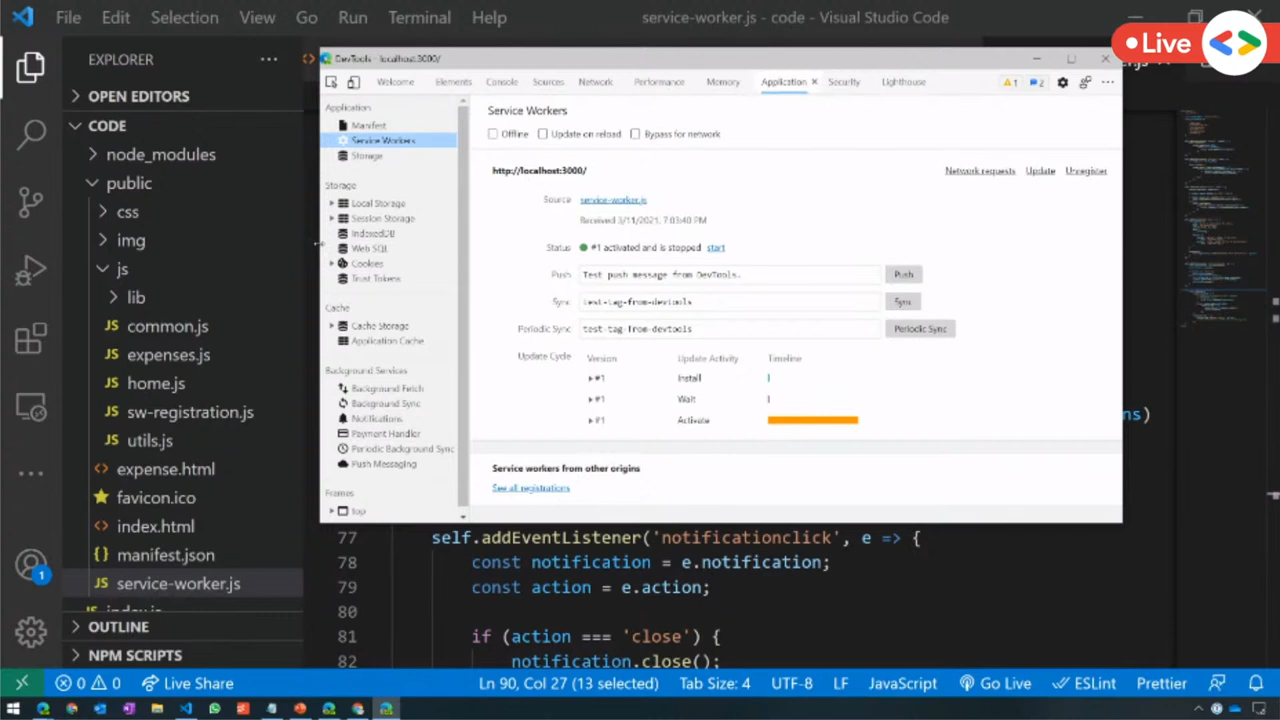 File Edit Selection View Go Run Terminal Help
service-worker.js - code - Visual Studio Code
Live
EXPLORER
OPEN EDITORS
CODE
node_modules
public
css
img
js
lib
common.js
expenses.js
home.js
sw-registration.js
utils.js
expense.html
favicon.ico
index.html
manifest.json
service-worker.js
index.js
OUTLINE
NPM SCRIPTS
DevTools - localhost:3000/
Welcome Elements Console Sources Network Performance Memory Application Security Lighthouse
1 2
Application
Manifest
Service Workers
Storage
Storage
Local Storage
Session Storage
IndexedDB
Web SQL
Cookies
Trust Tokens
Cache
Cache Storage
Application Cache
Background Services
Background Fetch
Background Sync
Notifications
Payment Handler
Periodic Background Sync
Push Messaging
Frames
top
Service Workers
Offline Update on reload Bypass for network
http://localhost:3000/ Network requests Update Unregister
Source service-worker.js
Received 3/11/2021, 7:03:40 PM
Status #1 activated and is stopped start
Push Test push message from DevTools. Push
Sync test-tag-from-devtools Sync
Periodic Sync test-tag-from-devtools Periodic Sync
Update Cycle Version Update Activity Timeline
#1 Install
#1 Wait
#1 Activate
Service workers from other origins
See all registrations
ns)
77 self.addEventListener('notificationclick', e => {
78 const notification = e.notification;
79 const action = e.action;
80
81 if (action === 'close') {
82 notification.close();
1
0 0 Live Share Ln 90, Col 27 (13 selected) Tab Size: 4 UTF-8 LF JavaScript Go Live ESLint Prettier